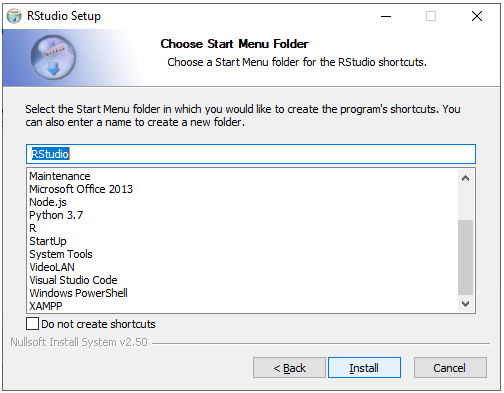 RStudio Setup
Choose Start Menu Folder
Choose a Start Menu folder for the RStudio shortcuts.
Select the Start Menu folder in which you would like to create the program's shortcuts. You
can also enter a name to create a new folder.
RStudio
Maintenance
Microsoft Office 2013
Node.js
Python 3.7
R
StartUp
System Tools
VideoLAN
Visual Studio Code
Windows PowerShell
XAMPP
Do not create shortcuts
Nullsoft Install System v2.50
< Back
Install
Cancel